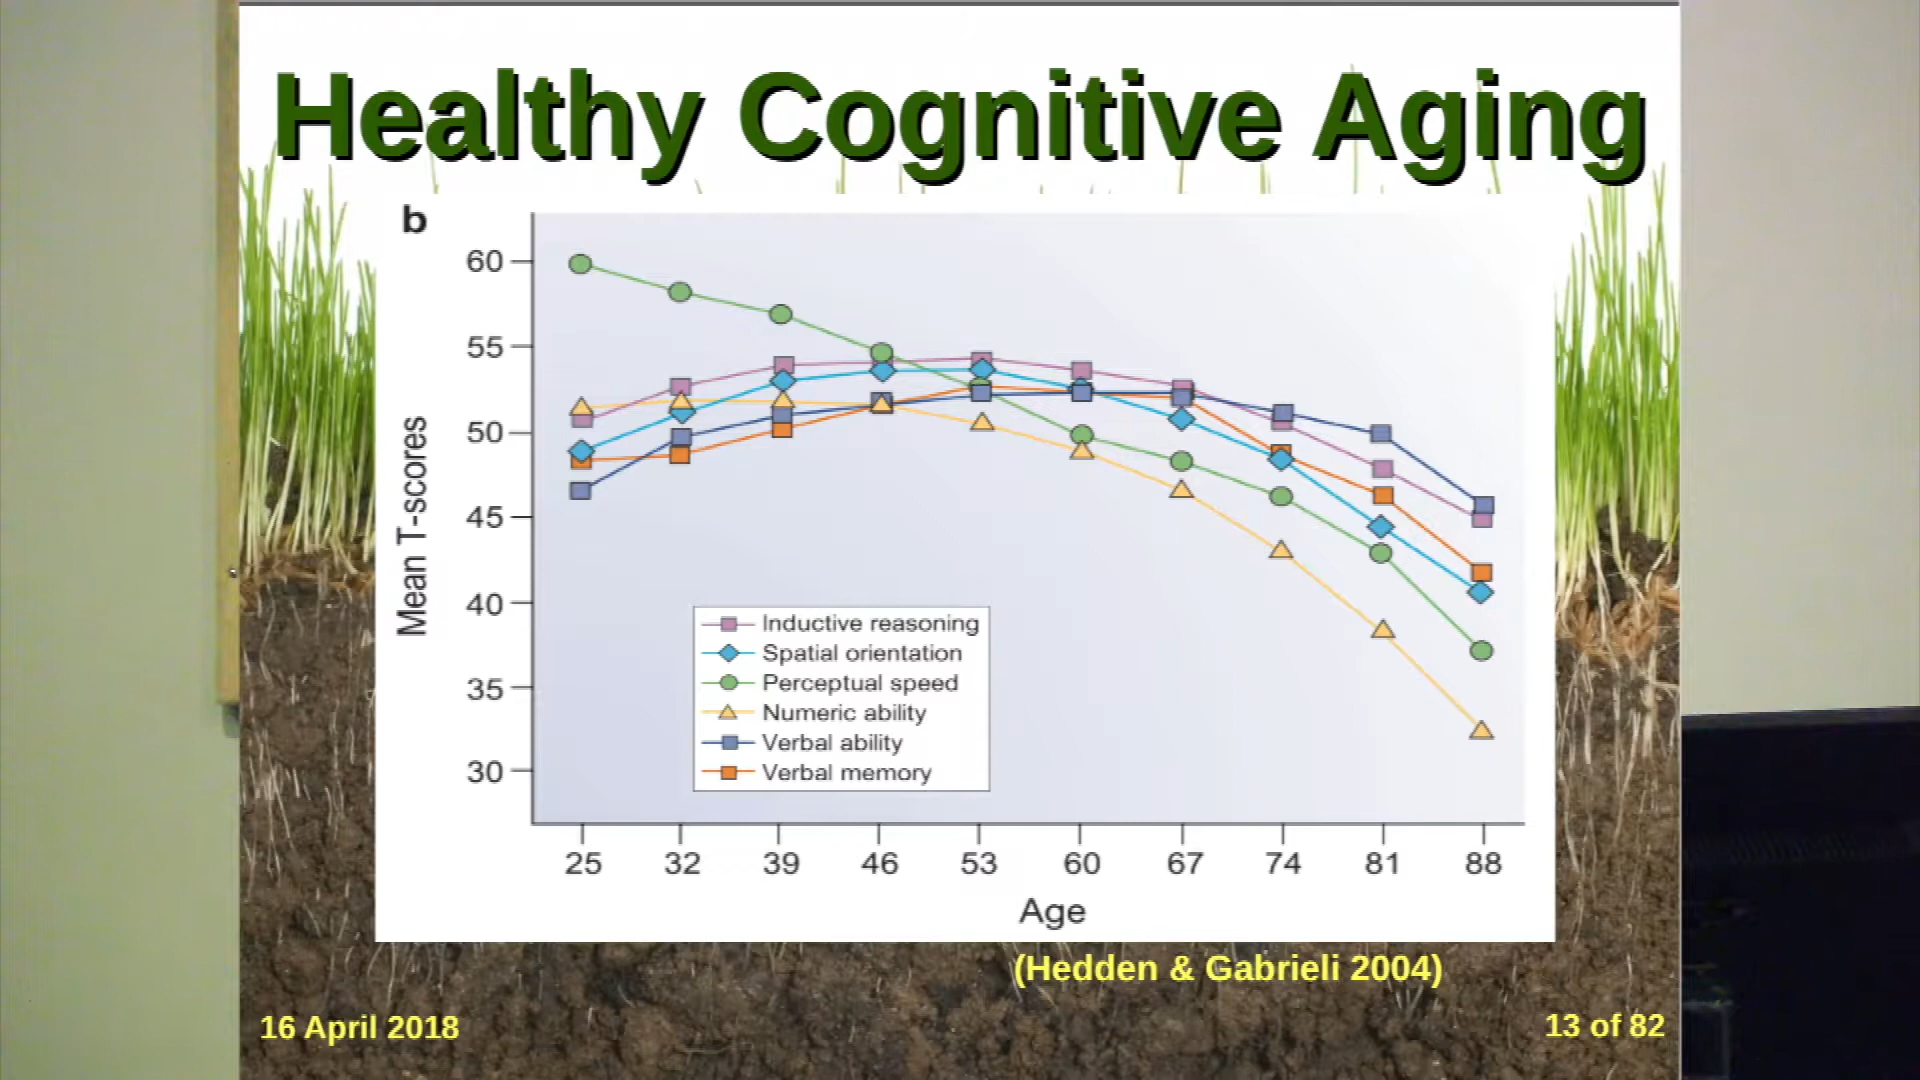 Healthy Cognitive Aging
b
60
55
50
45
40
35
30
Mean T-scores
Inductive reasoning
Spatial orientation
Perceptual speed
Numeric ability
Verbal ability
Verbal memory
25 32 39 46 53 60 67 74 81 88
Age
(Hedden & Gabrieli 2004)
16 April 2018
13 of 82